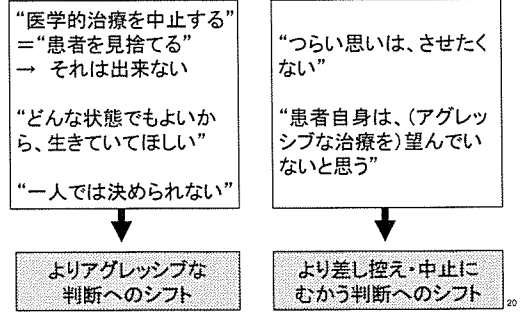 “医学的治療を中止する”
＝“患者を見捨てる”
→ それは出来ない
“どんな状態でもよいか
ら、生きていてほしい”
“一人では決められない”
“つらい思いは、させたく
ない”
“患者自身は、(アグレッ
シブな治療を)望んでい
ないと思う”
よりアグレッシブな
判断へのシフト
より差し控え・中止に
むかう判断へのシフト
20